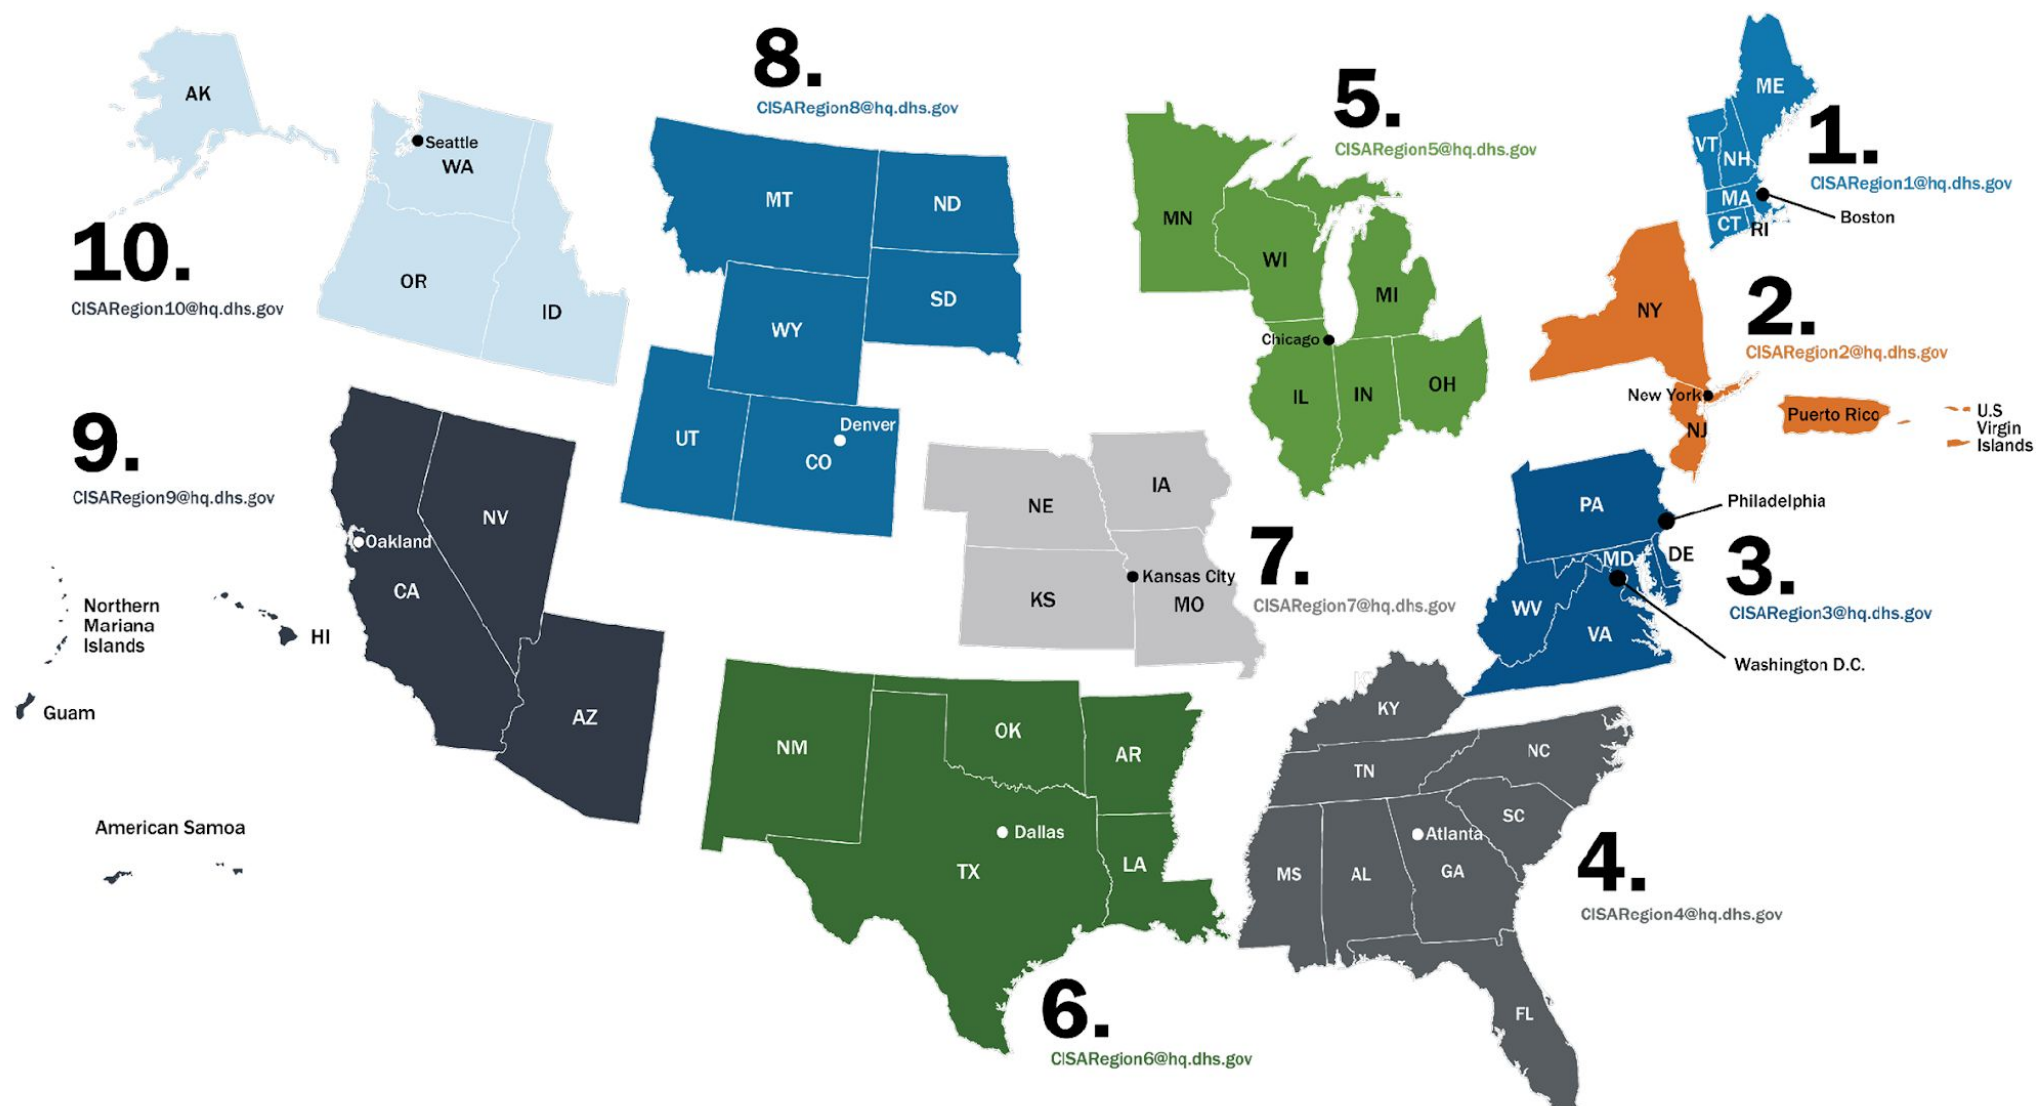 8.
CISARegion8@hq.dhs.gov
5.
CISARegion5@hq.dhs.gov
ME
1.
CISARegion1@hq.dhs.gov
VT
NH
MA
CT
RI
Boston
AK
Seattle
WA
OR
ID
10.
CISARegion10@hq.dhs.gov
MT
ND
SD
WY
UT
Denver
CO
MN
WI
MI
Chicago
IL
IN
OH
NY
2.
CISARegion2@hq.dhs.gov
New York
NJ
Puerto Rico
U.S
Virgin
Islands
9.
CISARegion9@hq.dhs.gov
NV
Oakland
CA
AZ
Northern
Mariana
Islands
HI
Guam
American Samoa
NE
IA
KS
Kansas City
MO
7.
CISARegion7@hq.dhs.gov
PA
Philadelphia
MD
DE
WV
VA
3.
CISARegion3@hq.dhs.gov
Washington D.C.
NM
OK
AR
Dallas
TX
LA
6.
CISARegion6@hq.dhs.gov
KY
TN
NC
SC
Atlanta
MS
AL
GA
FL
4.
CISARegion4@hq.dhs.gov